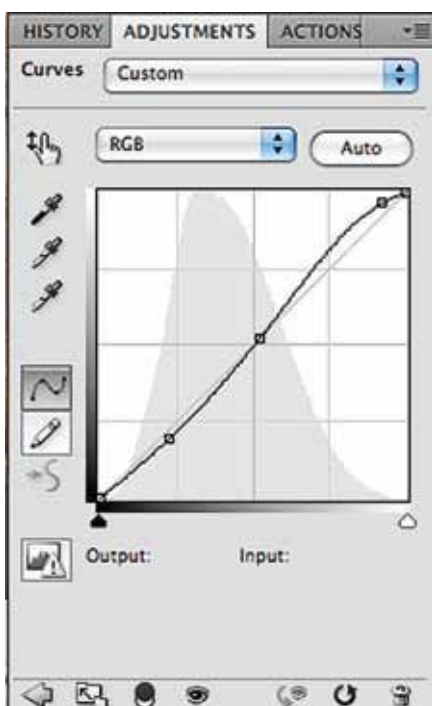 HISTORY ADJUSTMENTS ACTIONS
Curves Custom
RGB Auto
Output: Input: